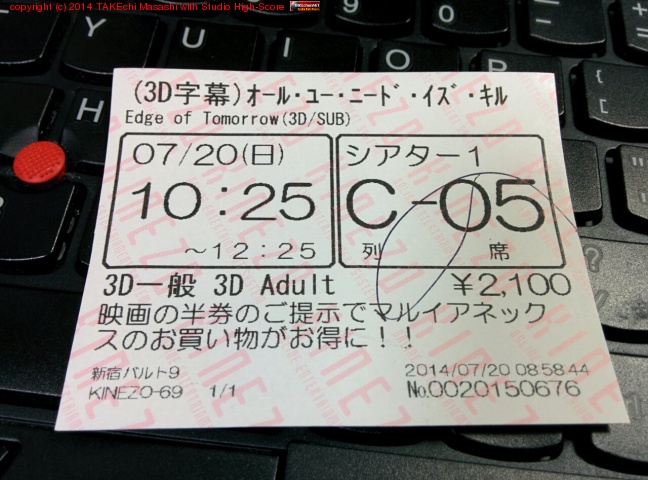 copyright (c) 2014 TAKEchi Masashi with Studio High-Score
Y U I O P
H
(3D字幕)ｵｰﾙ･ﾕｰ･ﾆｰﾄﾞ･ｲｽﾞ･ｷﾙ
Edge of Tomorrow(3D/SUB)
07/20(日)
10:25
～12:25
シアター1
C-05
列 席
3D一般 3D Adult ￥2,100
映画の半券のご提示でマルイアネック
スのお買い物がお得に！！
新宿バルト9 2014/07/20 08:58:44
KINEZO-69 1/1 No.0020150676